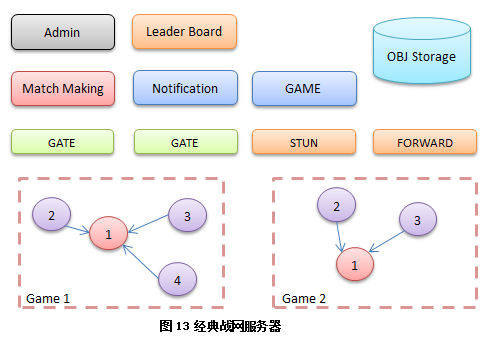 Admin
Leader Board
OBJ Storage
Match Making
Notification
GAME
GATE
GATE
STUN
FORWARD
2
1
3
4
Game 1
2
3
1
Game 2
图 13 经典战网服务器